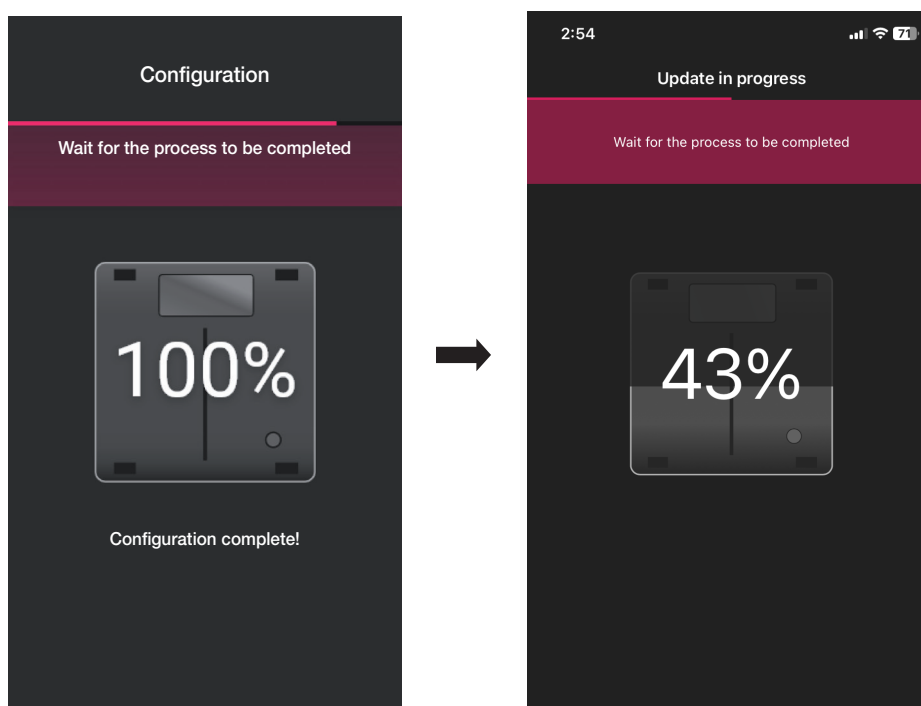 Configuration
Wait for the process to be completed
100%
Configuration complete!
2:54
71
Update in progress
Wait for the process to be completed
43%